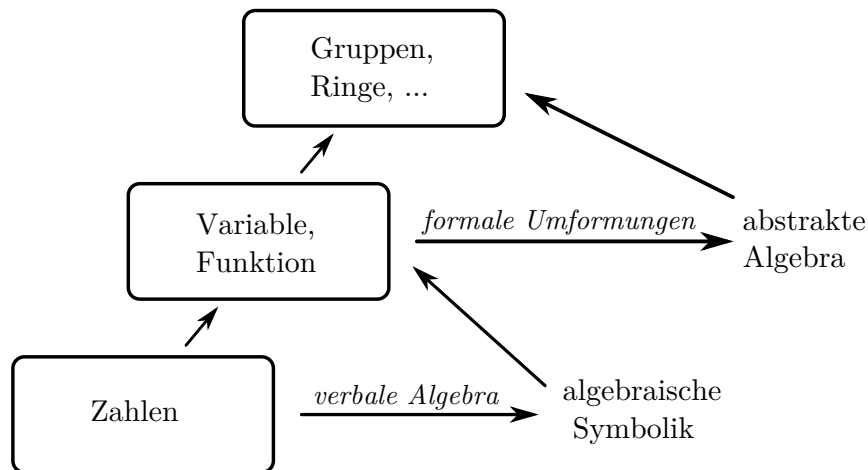 Gruppen,
Ringe, ...
Variable,
Funktion
formale Umformungen
abstrakte
Algebra
Zahlen
verbale Algebra
algebraische
Symbolik